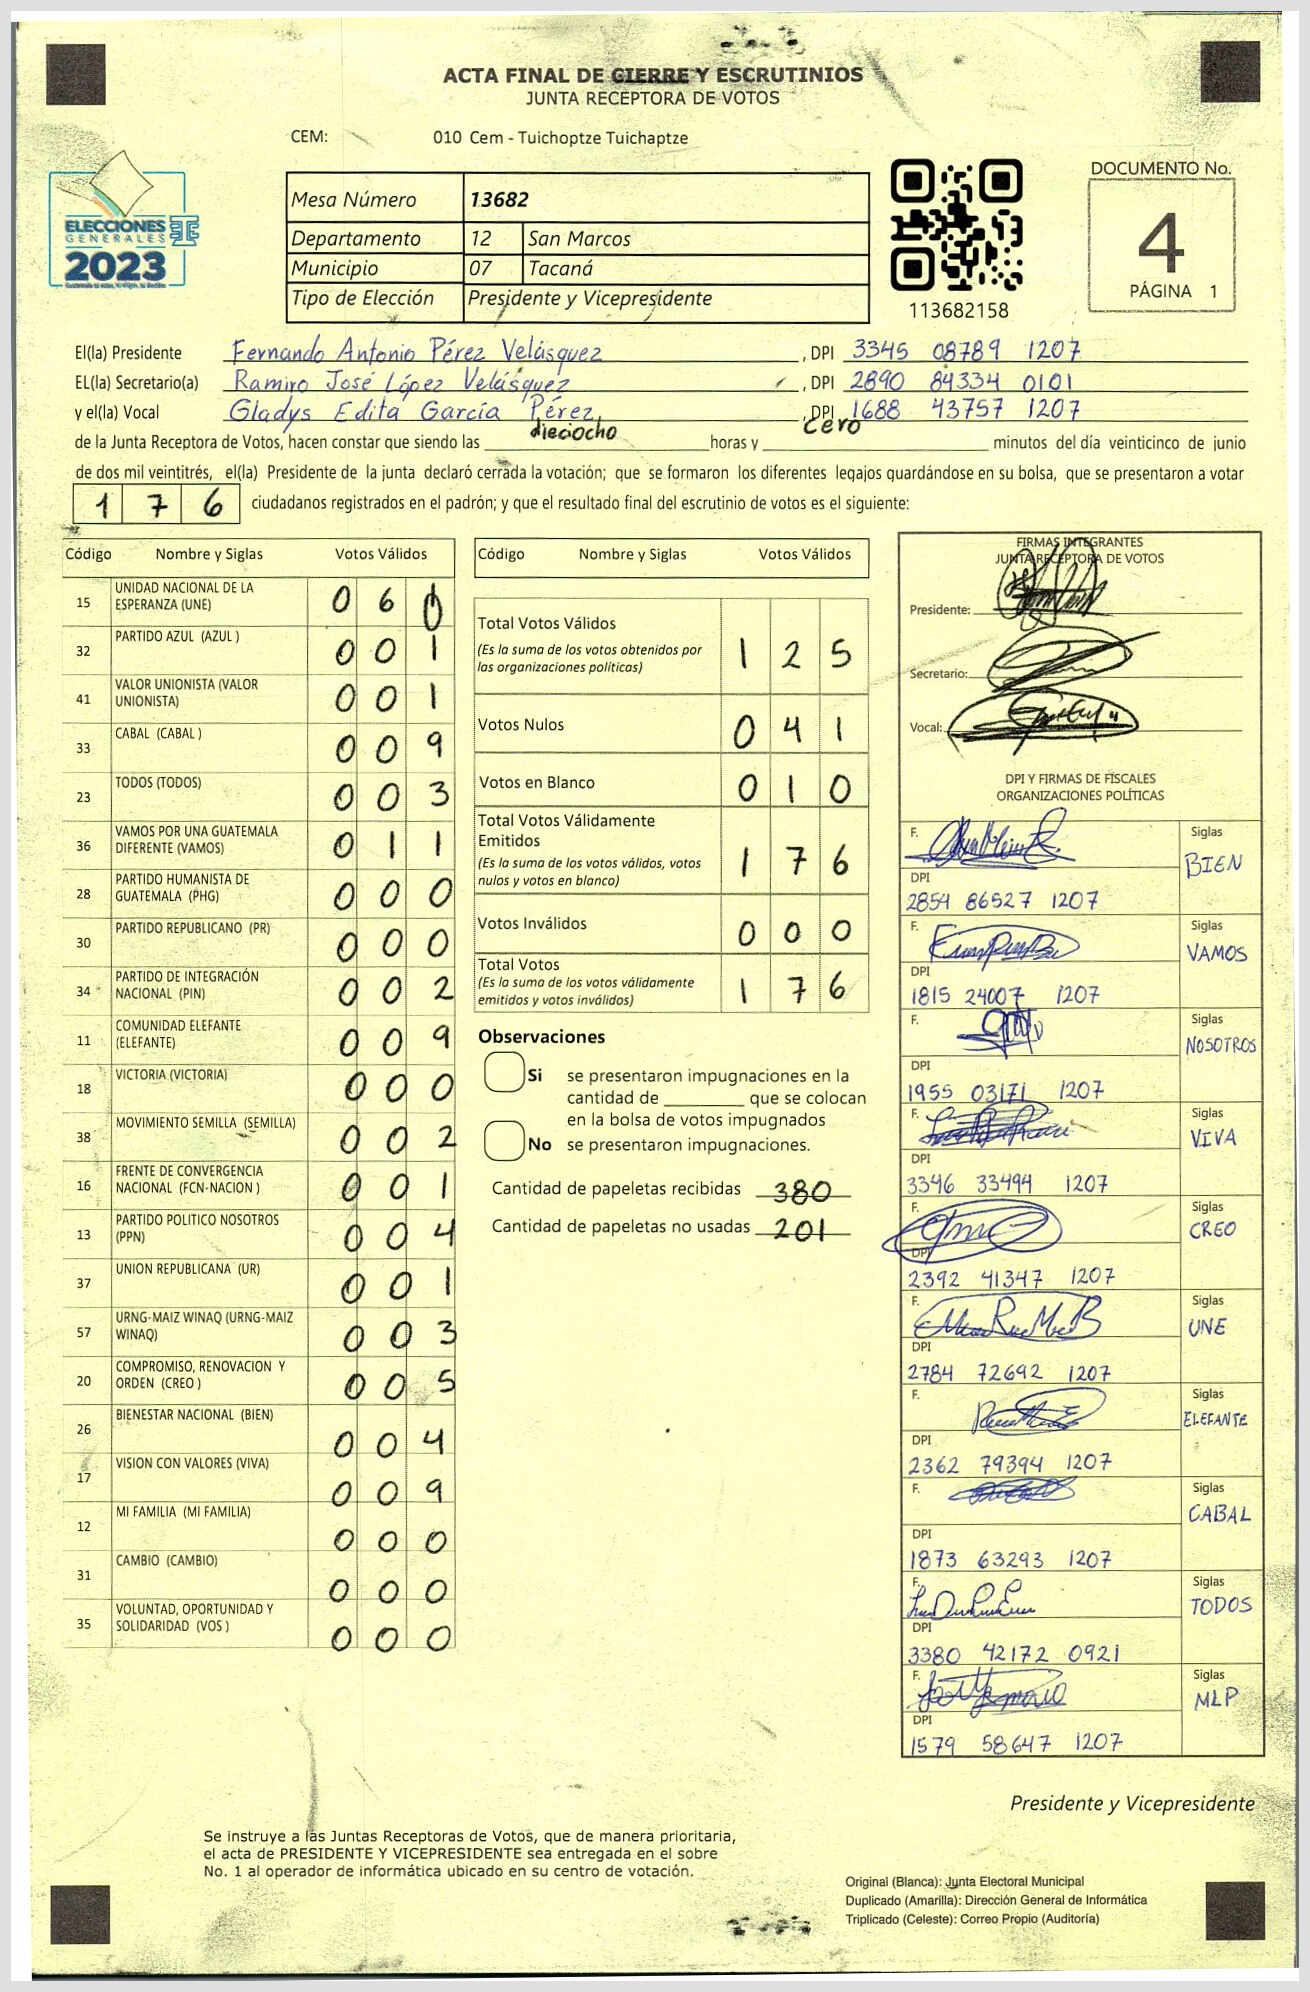 ACTA FINAL DE CIERRE Y ESCRUTINIOS
JUNTA RECEPTORA DE VOTOS
CEM: 010 Cem - Tuichoptze Tuichaptze
ELECCIONES
GENERALES
2023
Mesa Número 13682
Departamento 12 San Marcos
Municipio 07 Tacaná
Tipo de Elección Presidente y Vicepresidente
113682158
DOCUMENTO No.
4
PÁGINA 1
El(la) Presidente Fernando Antonio Pérez Velásquez , DPI 3345 08789 1207
EL(la) Secretario(a) Ramiro José López Velásquez , DPI 2890 84334 0101
y el(la) Vocal Gladys Edita García Pérez , DPI 1688 43757 1207
de la Junta Receptora de Votos, hacen constar que siendo las dieciocho horas y cero minutos del día veinticinco de junio
de dos mil veintitrés, el(la) Presidente de la junta declaró cerrada la votación; que se formaron los diferentes legajos guardándose en su bolsa, que se presentaron a votar
1 7 6 ciudadanos registrados en el padrón; y que el resultado final del escrutinio de votos es el siguiente:
Código Nombre y Siglas Votos Válidos
15 UNIDAD NACIONAL DE LA
ESPERANZA (UNE) 0 6
32 PARTIDO AZUL (AZUL ) 0 0 1
41 VALOR UNIONISTA (VALOR
UNIONISTA) 0 0 1
33 CABAL (CABAL ) 0 0 9
23 TODOS (TODOS) 0 0 3
36 VAMOS POR UNA GUATEMALA
DIFERENTE (VAMOS) 0 1 1
28 PARTIDO HUMANISTA DE
GUATEMALA (PHG) 0 0 0
30 PARTIDO REPUBLICANO (PR) 0 0 0
34 PARTIDO DE INTEGRACIÓN
NACIONAL (PIN) 0 0 2
11 COMUNIDAD ELEFANTE
(ELEFANTE) 0 0 9
18 VICTORIA (VICTORIA) 0 0 0
38 MOVIMIENTO SEMILLA (SEMILLA) 0 0 2
16 FRENTE DE CONVERGENCIA
NACIONAL (FCN-NACION ) 0 0 1
13 PARTIDO POLITICO NOSOTROS
(PPN) 0 0 4
37 UNION REPUBLICANA (UR) 0 0 1
57 URNG-MAIZ WINAQ (URNG-MAIZ
WINAQ) 0 0 3
20 COMPROMISO, RENOVACION Y
ORDEN (CREO ) 0 0 5
26 BIENESTAR NACIONAL (BIEN) 0 0 4
17 VISION CON VALORES (VIVA) 0 0 9
12 MI FAMILIA (MI FAMILIA) 0 0 0
31 CAMBIO (CAMBIO) 0 0 0
35 VOLUNTAD, OPORTUNIDAD Y
SOLIDARIDAD (VOS ) 0 0 0
Código Nombre y Siglas Votos Válidos
Total Votos Válidos
(Es la suma de los votos obtenidos por
las organizaciones políticas) 1 2 5
Votos Nulos 0 4 1
Votos en Blanco 0 1 0
Total Votos Válidamente
Emitidos
(Es la suma de los votos válidos, votos
nulos y votos en blanco) 1 7 6
Votos Inválidos 0 0 0
Total Votos
(Es la suma de los votos válidamente
emitidos y votos inválidos) 1 7 6
Observaciones
Si se presentaron impugnaciones en la
cantidad de ________ que se colocan
en la bolsa de votos impugnados
No se presentaron impugnaciones.
Cantidad de papeletas recibidas 380
Cantidad de papeletas no usadas 201
FIRMAS INTEGRANTES
JUNTA RECEPTORA DE VOTOS
Presidente:
Secretario:
Vocal:
DPI Y FIRMAS DE FISCALES
ORGANIZACIONES POLÍTICAS
F. Siglas
BIEN
DPI
2854 86527 1207
F. Siglas
VAMOS
DPI
1815 24007 1207
F. Siglas
NOSOTROS
DPI
1955 03171 1207
F. Siglas
VIVA
DPI
3346 33494 1207
F. Siglas
CREO
DPI
2392 41347 1207
F. Siglas
UNE
DPI
2784 72692 1207
F. Siglas
ELEFANTE
DPI
2362 79394 1207
F. Siglas
CABAL
DPI
1873 63293 1207
F. Siglas
TODOS
DPI
3380 42172 0921
F. Siglas
MLP
DPI
1579 58647 1207
Presidente y Vicepresidente
Se instruye a las Juntas Receptoras de Votos, que de manera prioritaria,
el acta de PRESIDENTE Y VICEPRESIDENTE sea entregada en el sobre
No. 1 al operador de informática ubicado en su centro de votación.
Original (Blanca): Junta Electoral Municipal
Duplicado (Amarilla): Dirección General de Informática
Triplicado (Celeste): Correo Propio (Auditoría)